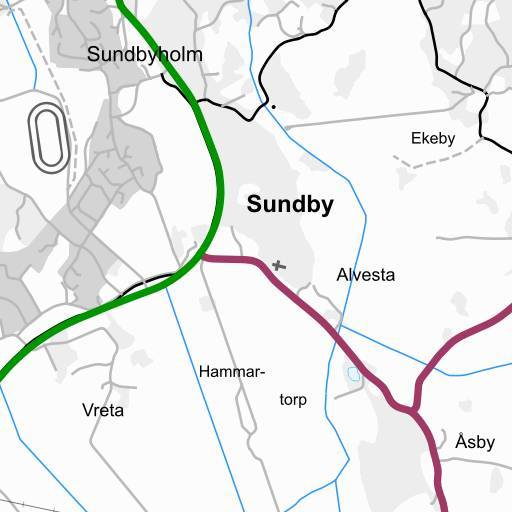 Sundbyholm
Ekeby
Sundby
Alvesta
Hammar-
torp
Vreta
Åsby